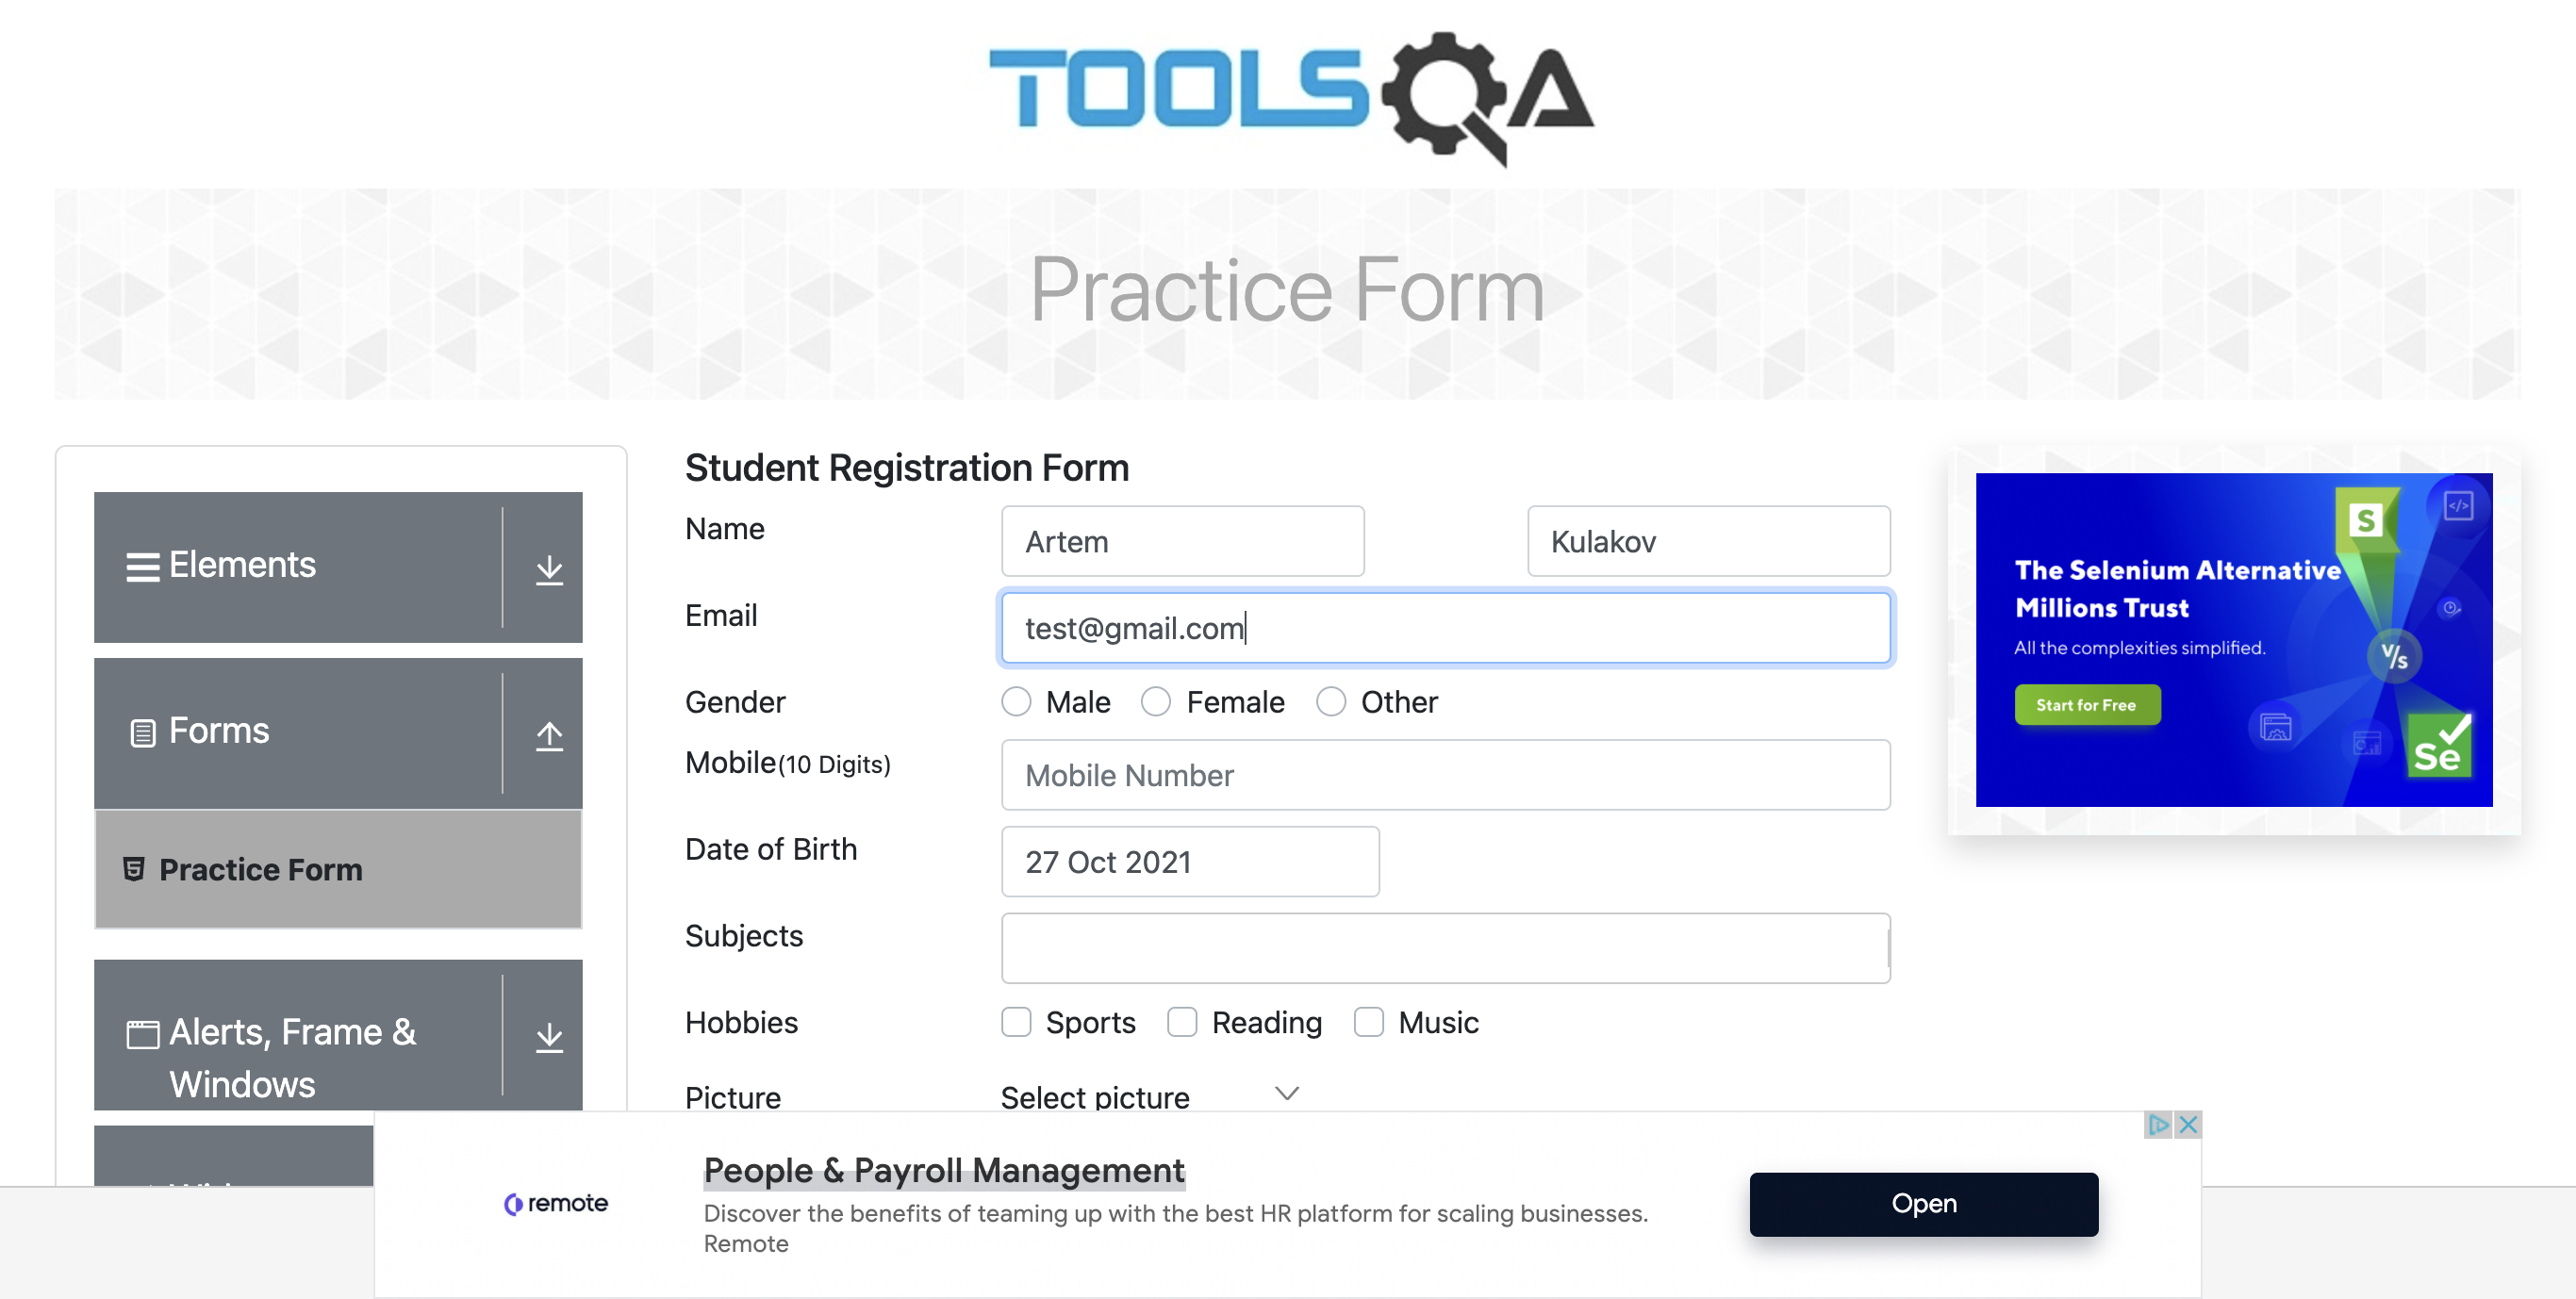 TOOLSQA
Practice Form
Elements
Forms
Practice Form
Alerts, Frame &
Windows
Student Registration Form
Name
Artem
Kulakov
Email
test@gmail.com
Gender
Male
Female
Other
Mobile(10 Digits)
Mobile Number
Date of Birth
27 Oct 2021
Subjects
Hobbies
Sports
Reading
Music
Picture
Select picture
The Selenium Alternative
Millions Trust
All the complexities simplified.
Start for Free
S
</>
V/s
Se
remote
People & Payroll Management
Discover the benefits of teaming up with the best HR platform for scaling businesses.
Remote
Open